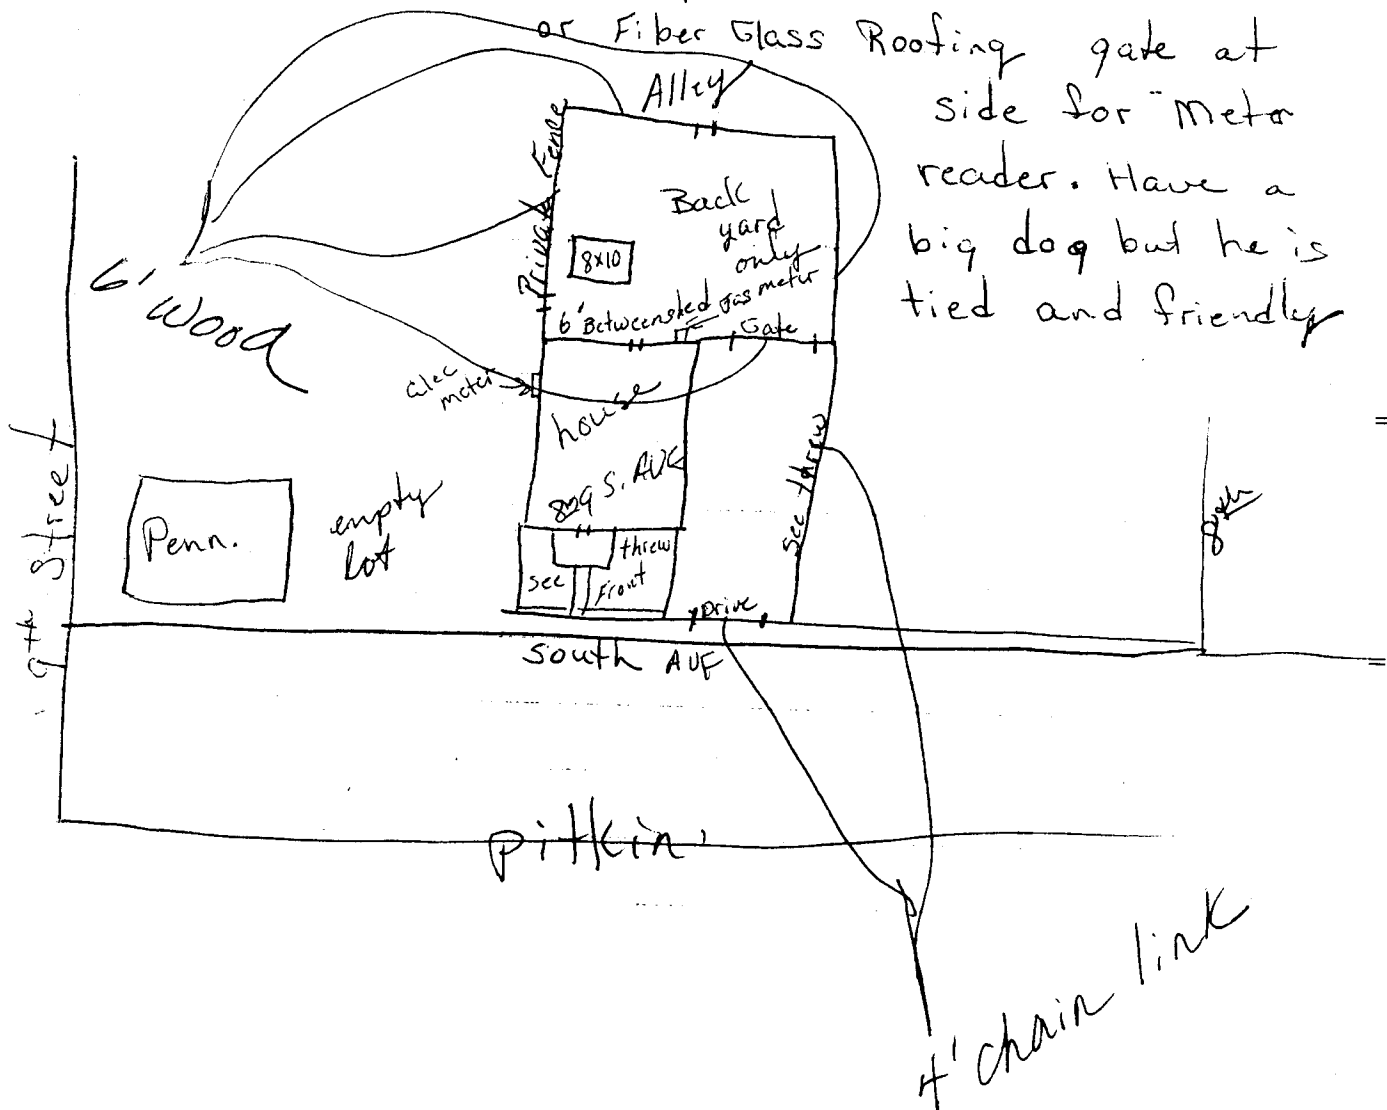 or Fiber Glass Roofing gate at
side for "Meter
reader. Have a
big dog but he is
tied and friendly
Alley
Private Fence
Back
yard
only
8x10
6' Between shed
gas meter
Gate
6' Wood
elec
meter
house
829 S. AVE
see threw
threw
see
Front
Drive
Penn.
empty
lot
9th Street
8th
South AVE
pitkin
4' chain link